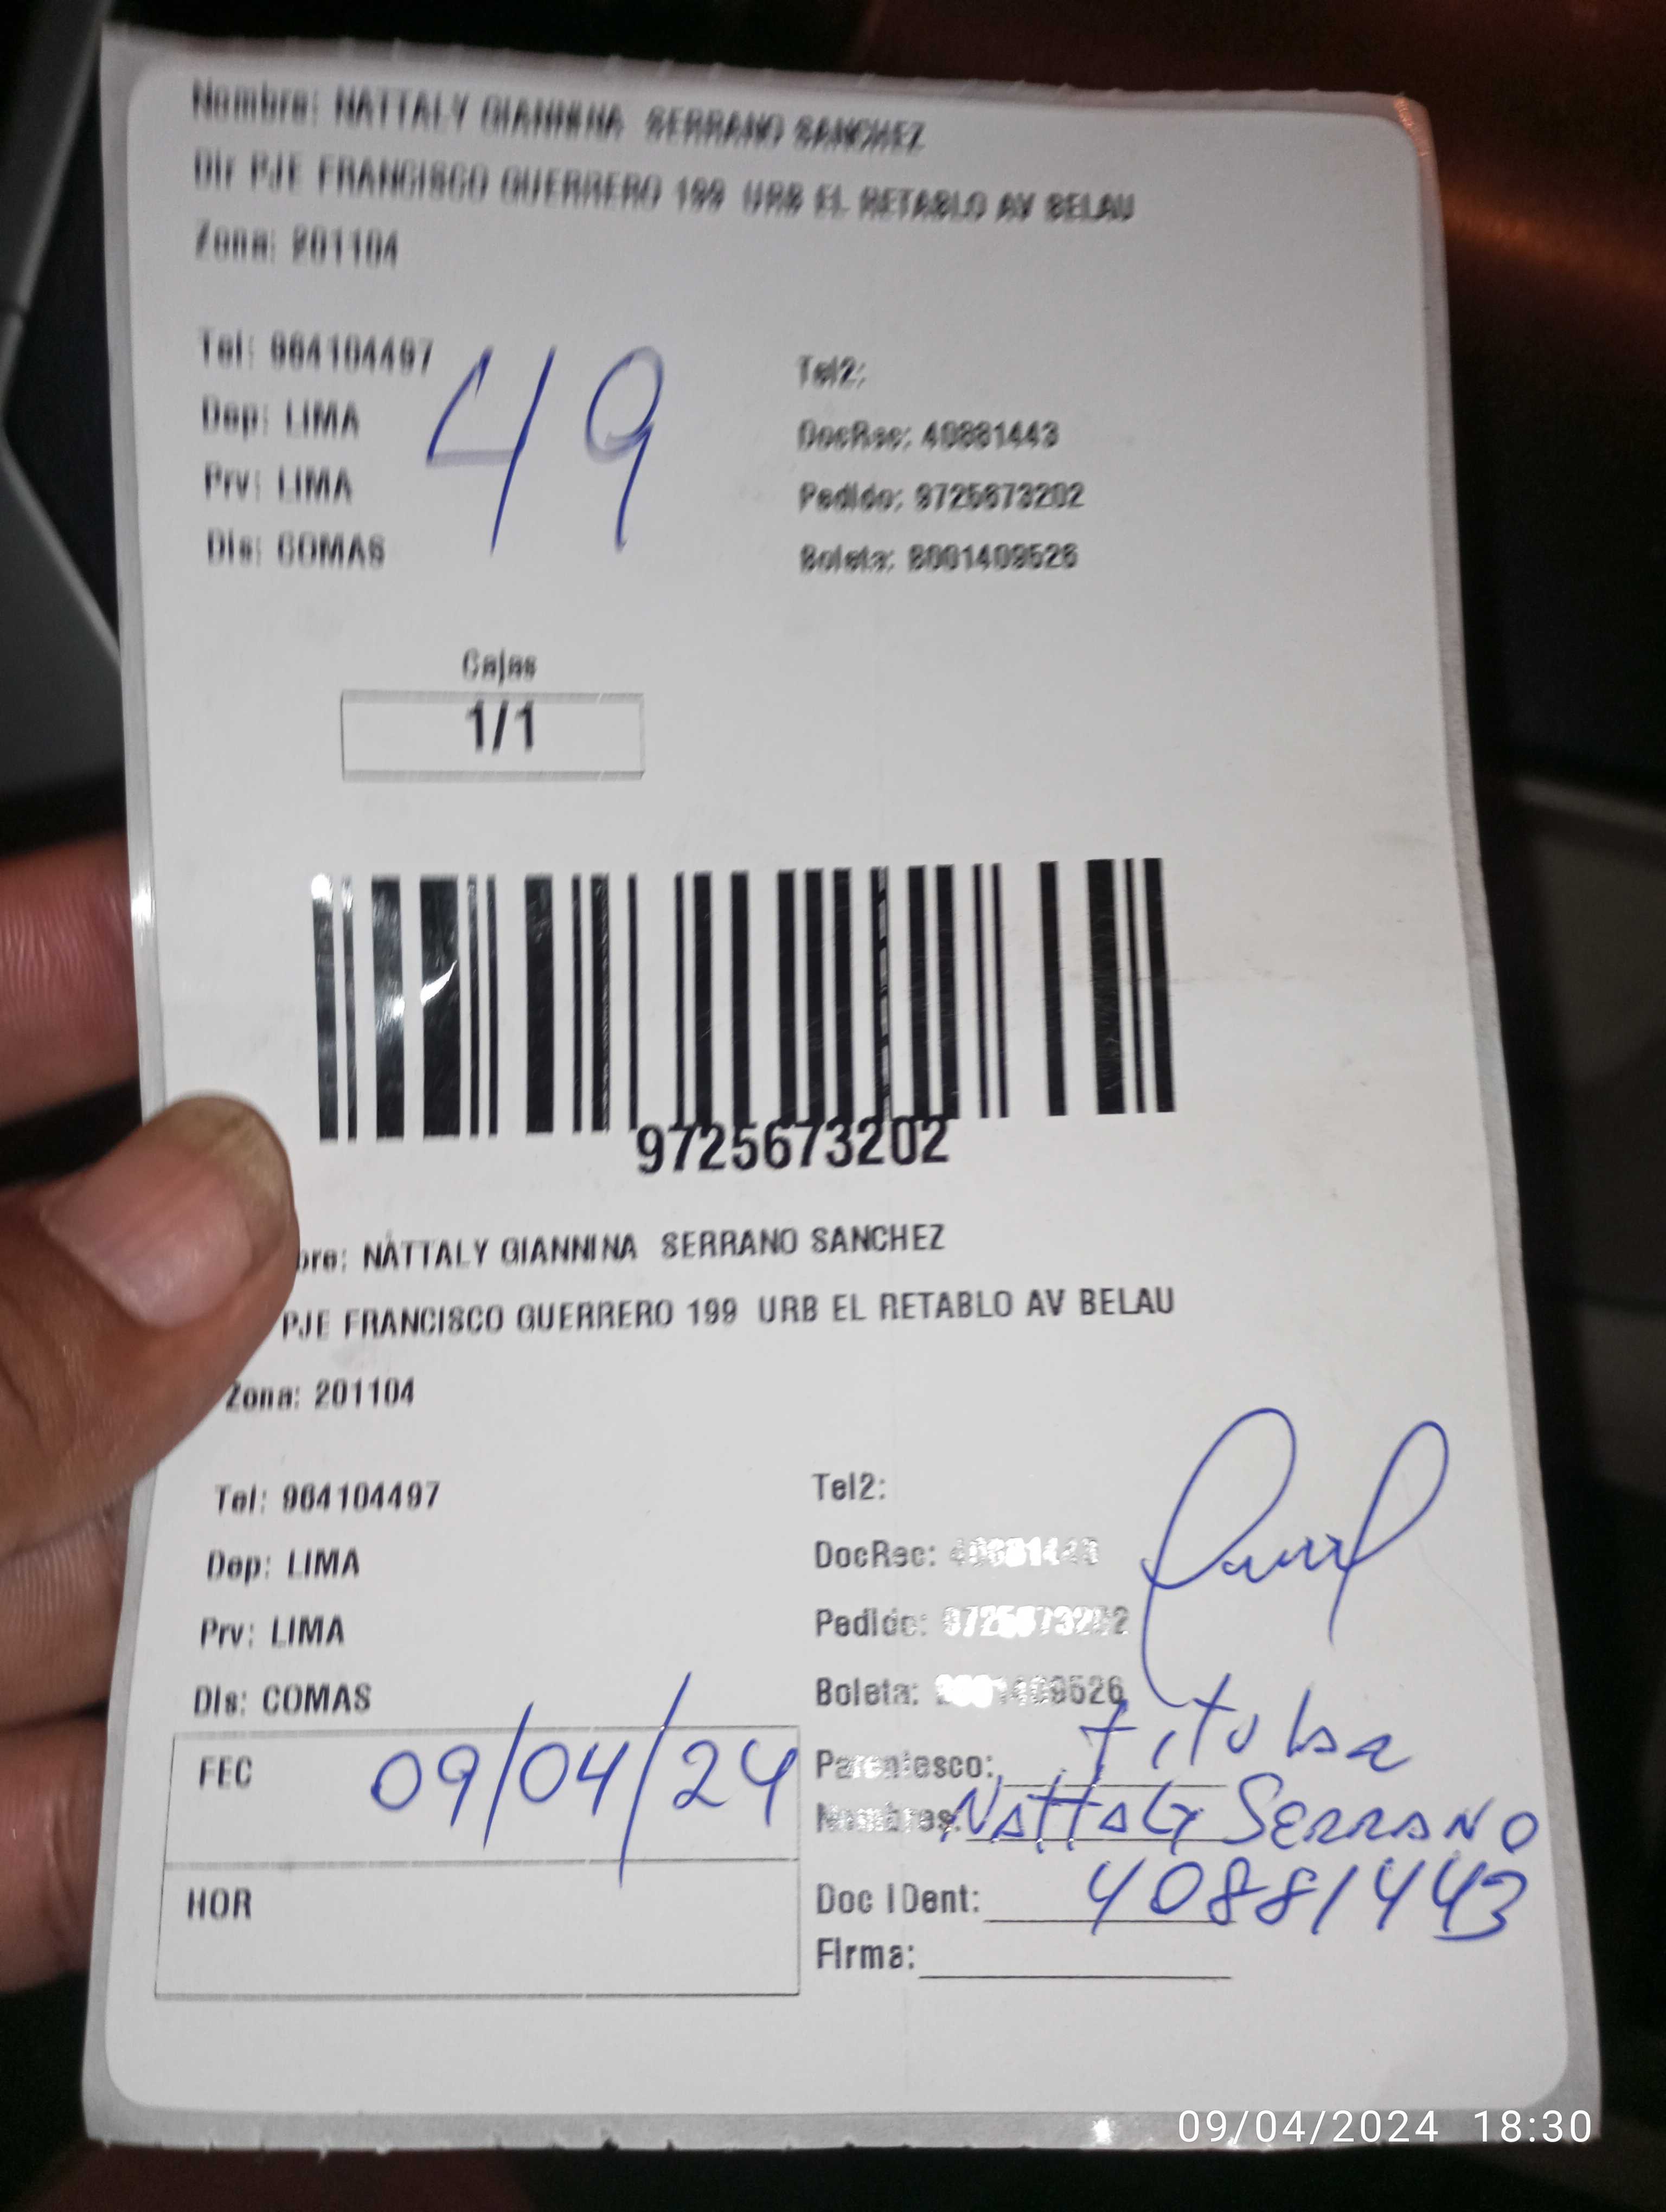 Nombre: NATTALY GIANNINA SERRANO SANCHEZ
Dir PJE FRANCISCO GUERRERO 199 URB EL RETABLO AV BELAU
Zona: 201104
Tel: 964104497
Dep: LIMA
Prv: LIMA
Dis: COMAS
49
Tel2:
DocRec: 40881443
Pedido: 9725673202
Boleta: B001409526
Cajas
1/1
9725673202
bre: NATTALY GIANNINA SERRANO SANCHEZ
PJE FRANCISCO GUERRERO 199 URB EL RETABLO AV BELAU
Zona: 201104
Tel: 964104497
Dep: LIMA
Prv: LIMA
Dis: COMAS
Tel2:
DocRec: 40881443
Pedido: 9725673202
Boleta: B001409526
FEC 09/04/24
HOR
Parentesco: titular
Nombres: Nattaly SERRANO
Doc IDent: 40881443
Firma:
09/04/2024 18:30